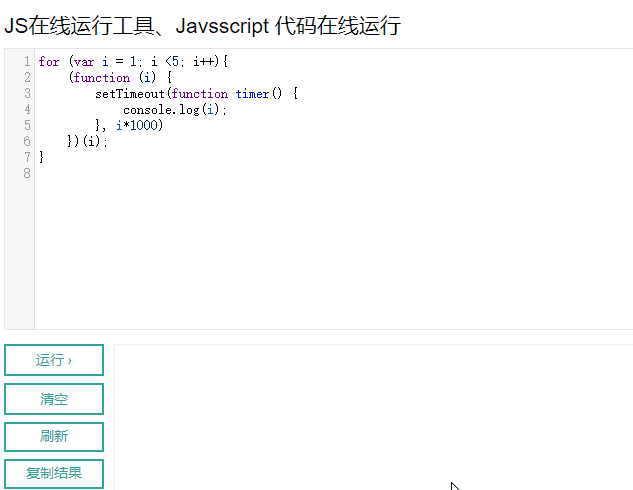 JS在线运行工具、Javsscript 代码在线运行
1 for (var i = 1; i <5; i++){
2     (function (i) {
3         setTimeout(function timer() {
4             console.log(i);
5         }, i*1000)
6     })(i);
7 }
8
运行 ›
清空
刷新
复制结果